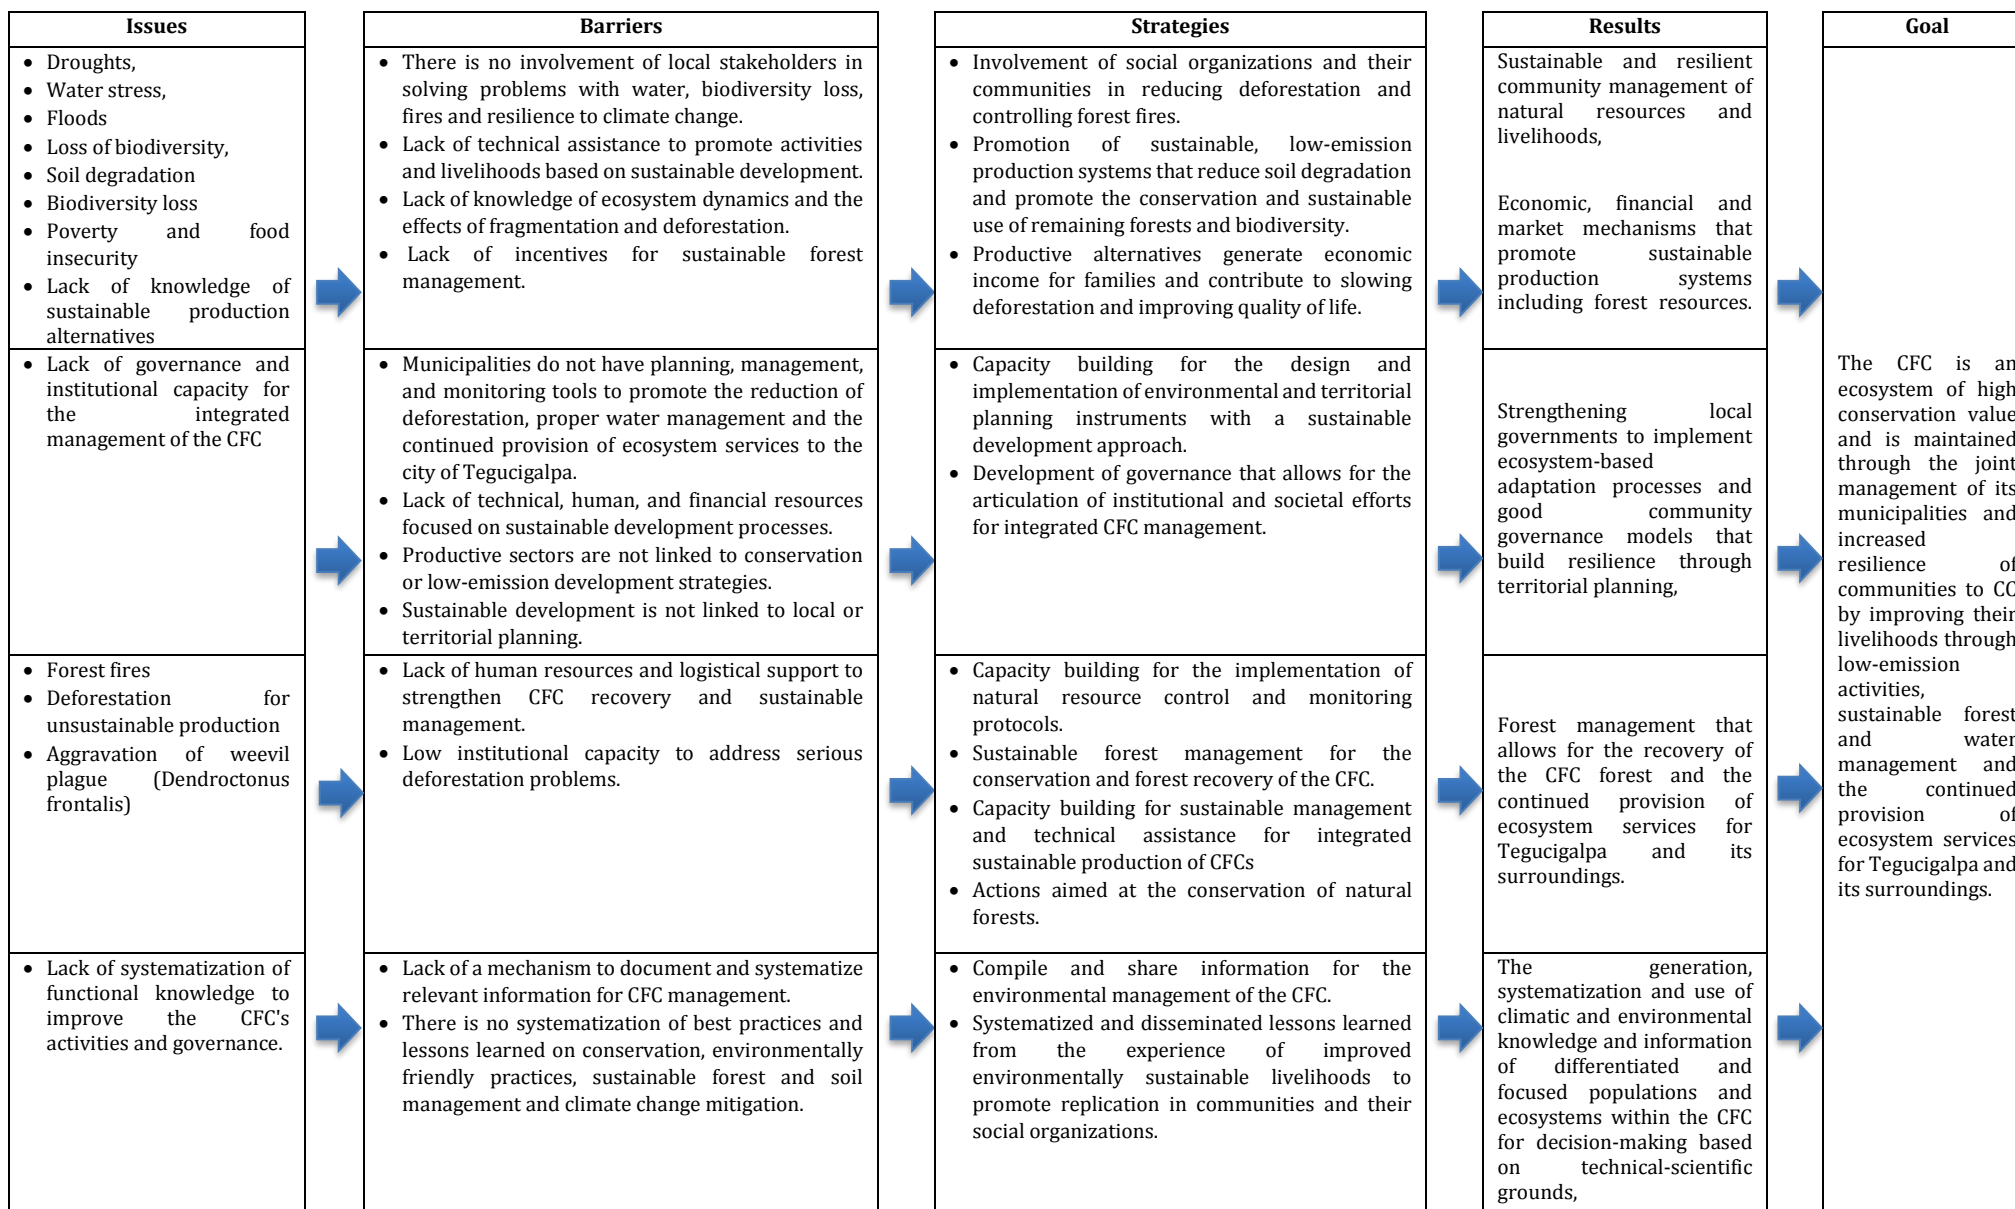 Issues
Barriers
Strategies
Results
Goal
• Droughts,
• Water stress,
• Floods
• Loss of biodiversity,
• Soil degradation
• Biodiversity loss
• Poverty and food
insecurity
• Lack of knowledge of
sustainable production
alternatives
• There is no involvement of local stakeholders in
solving problems with water, biodiversity loss,
fires and resilience to climate change.
• Lack of technical assistance to promote activities
and livelihoods based on sustainable development.
• Lack of knowledge of ecosystem dynamics and the
effects of fragmentation and deforestation.
• Lack of incentives for sustainable forest
management.
• Involvement of social organizations and their
communities in reducing deforestation and
controlling forest fires.
• Promotion of sustainable, low-emission
production systems that reduce soil degradation
and promote the conservation and sustainable
use of remaining forests and biodiversity.
• Productive alternatives generate economic
income for families and contribute to slowing
deforestation and improving quality of life.
Sustainable and resilient
community management of
natural resources and
livelihoods,
Economic, financial and
market mechanisms that
promote sustainable
production systems
including forest resources.
• Lack of governance and
institutional capacity for
the integrated
management of the CFC
• Municipalities do not have planning, management,
and monitoring tools to promote the reduction of
deforestation, proper water management and the
continued provision of ecosystem services to the
city of Tegucigalpa.
• Lack of technical, human, and financial resources
focused on sustainable development processes.
• Productive sectors are not linked to conservation
or low-emission development strategies.
• Sustainable development is not linked to local or
territorial planning.
• Capacity building for the design and
implementation of environmental and territorial
planning instruments with a sustainable
development approach.
• Development of governance that allows for the
articulation of institutional and societal efforts
for integrated CFC management.
Strengthening local
governments to implement
ecosystem-based
adaptation processes and
good community
governance models that
build resilience through
territorial planning,
• Forest fires
• Deforestation for
unsustainable production
• Aggravation of weevil
plague (Dendroctonus
frontalis)
• Lack of human resources and logistical support to
strengthen CFC recovery and sustainable
management.
• Low institutional capacity to address serious
deforestation problems.
• Capacity building for the implementation of
natural resource control and monitoring
protocols.
• Sustainable forest management for the
conservation and forest recovery of the CFC.
• Capacity building for sustainable management
and technical assistance for integrated
sustainable production of CFCs
• Actions aimed at the conservation of natural
forests.
Forest management that
allows for the recovery of
the CFC forest and the
continued provision of
ecosystem services for
Tegucigalpa and its
surroundings.
• Lack of systematization of
functional knowledge to
improve the CFC's
activities and governance.
• Lack of a mechanism to document and systematize
relevant information for CFC management.
• There is no systematization of best practices and
lessons learned on conservation, environmentally
friendly practices, sustainable forest and soil
management and climate change mitigation.
• Compile and share information for the
environmental management of the CFC.
• Systematized and disseminated lessons learned
from the experience of improved
environmentally sustainable livelihoods to
promote replication in communities and their
social organizations.
The generation,
systematization and use of
climatic and environmental
knowledge and information
of differentiated and
focused populations and
ecosystems within the CFC
for decision-making based
on technical-scientific
grounds,
The CFC is an
ecosystem of high
conservation value
and is maintained
through the joint
management of its
municipalities and
increased
resilience of
communities to CC
by improving their
livelihoods through
low-emission
activities,
sustainable forest
and water
management and
the continued
provision of
ecosystem services
for Tegucigalpa and
its surroundings.